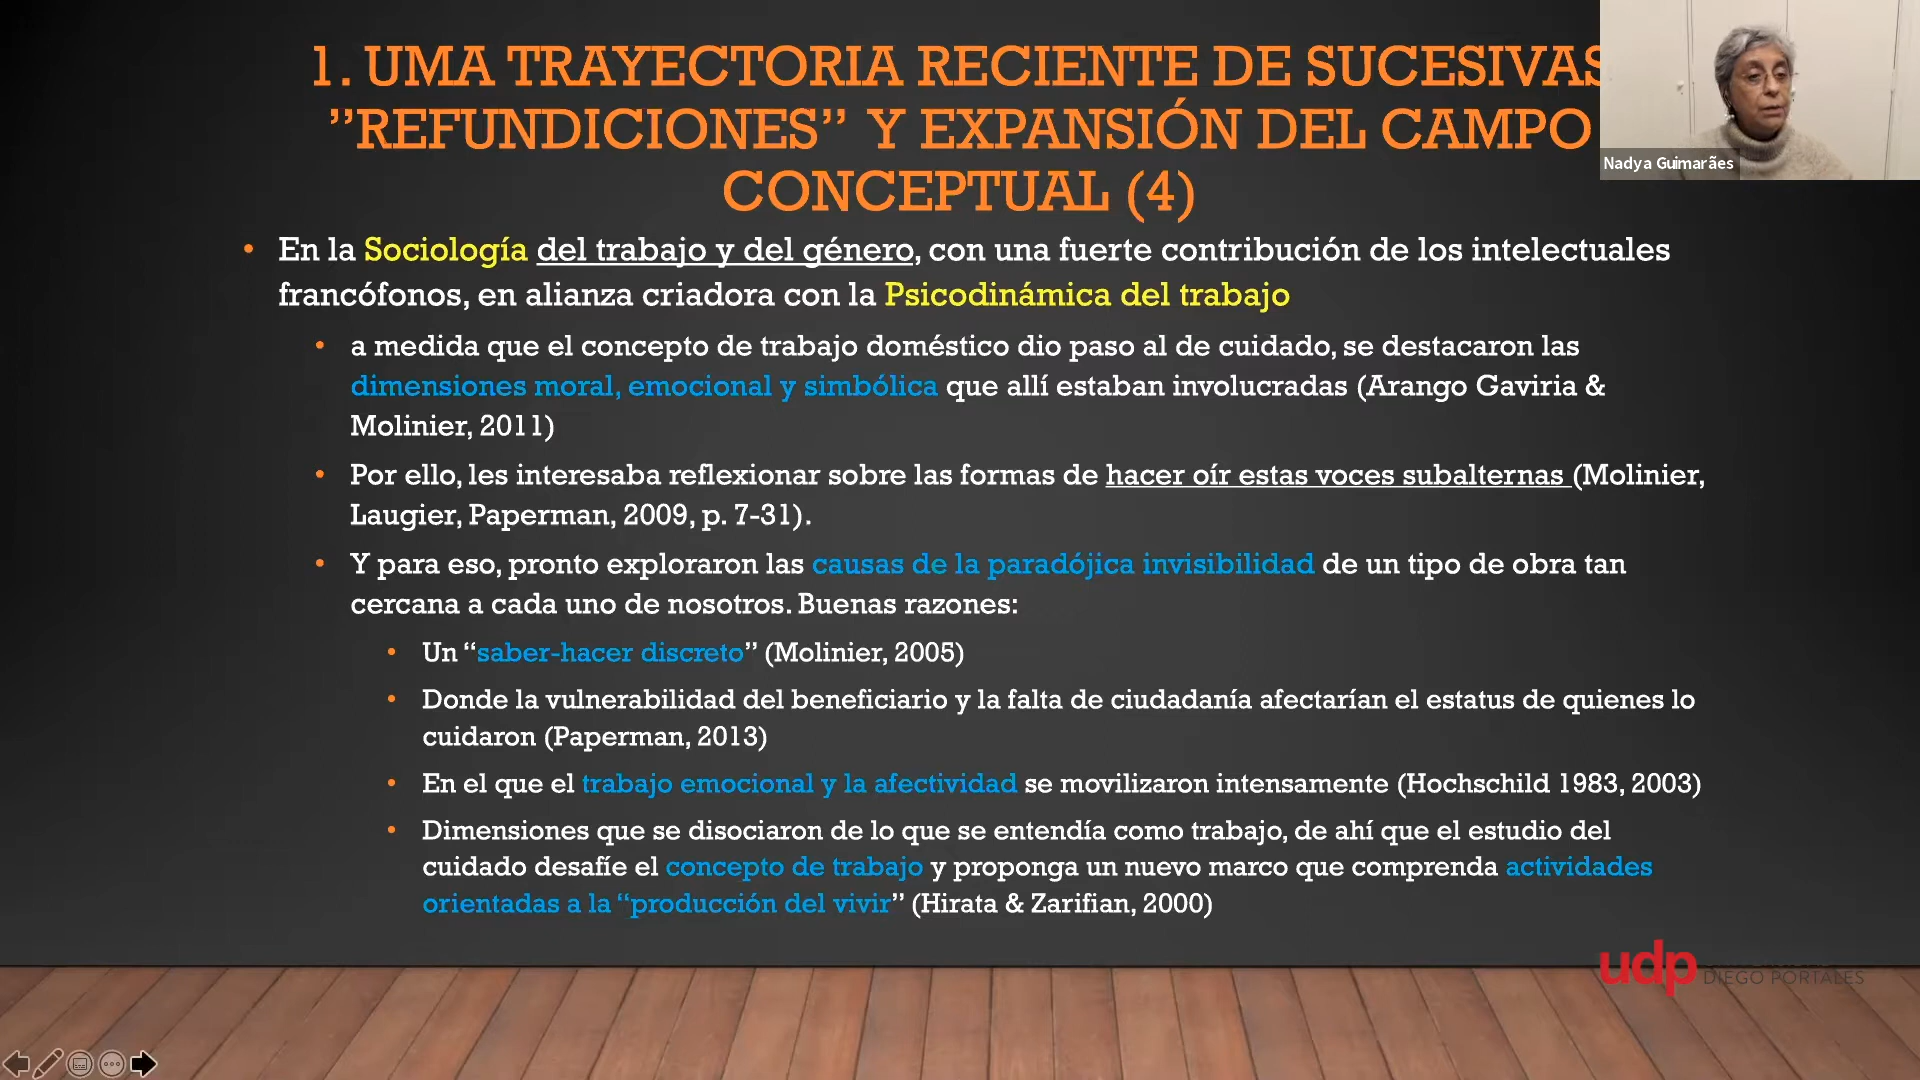 1. UMA TRAYECTORIA RECIENTE DE SUCESIVAS
”REFUNDICIONES” Y EXPANSIÓN DEL CAMPO
CONCEPTUAL (4)
Nadya Guimarães
• En la Sociología del trabajo y del género, con una fuerte contribución de los intelectuales
francófonos, en alianza criadora con la Psicodinámica del trabajo
• a medida que el concepto de trabajo doméstico dio paso al de cuidado, se destacaron las
dimensiones moral, emocional y simbólica que allí estaban involucradas (Arango Gaviria &
Molinier, 2011)
• Por ello, les interesaba reflexionar sobre las formas de hacer oír estas voces subalternas (Molinier,
Laugier, Paperman, 2009, p. 7-31).
• Y para eso, pronto exploraron las causas de la paradójica invisibilidad de un tipo de obra tan
cercana a cada uno de nosotros. Buenas razones:
• Un “saber-hacer discreto” (Molinier, 2005)
• Donde la vulnerabilidad del beneficiario y la falta de ciudadanía afectarían el estatus de quienes lo
cuidaron (Paperman, 2013)
• En el que el trabajo emocional y la afectividad se movilizaron intensamente (Hochschild 1983, 2003)
• Dimensiones que se disociaron de lo que se entendía como trabajo, de ahí que el estudio del
cuidado desafíe el concepto de trabajo y proponga un nuevo marco que comprenda actividades
orientadas a la “producción del vivir” (Hirata & Zarifian, 2000)
udp
DIEGO PORTALES